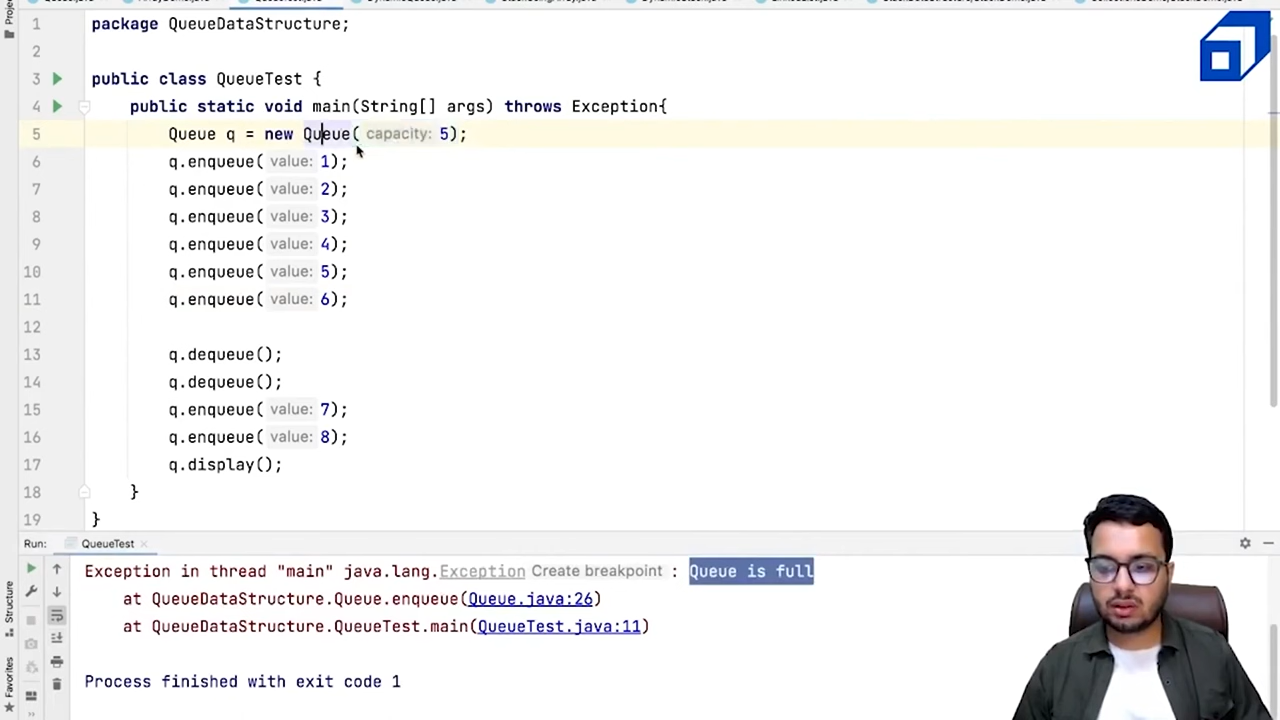 Project
1 package QueueDataStructure;
2
3 public class QueueTest {
4 public static void main(String[] args) throws Exception{
5 Queue q = new Queue( capacity: 5);
6 q.enqueue( value: 1);
7 q.enqueue( value: 2);
8 q.enqueue( value: 3);
9 q.enqueue( value: 4);
10 q.enqueue( value: 5);
11 q.enqueue( value: 6);
12
13 q.dequeue();
14 q.dequeue();
15 q.enqueue( value: 7);
16 q.enqueue( value: 8);
17 q.display();
18 }
19 }
Run: QueueTest
Exception in thread "main" java.lang.Exception Create breakpoint : Queue is full
at QueueDataStructure.Queue.enqueue(Queue.java:26)
at QueueDataStructure.QueueTest.main(QueueTest.java:11)
Process finished with exit code 1
Structure
Favorites